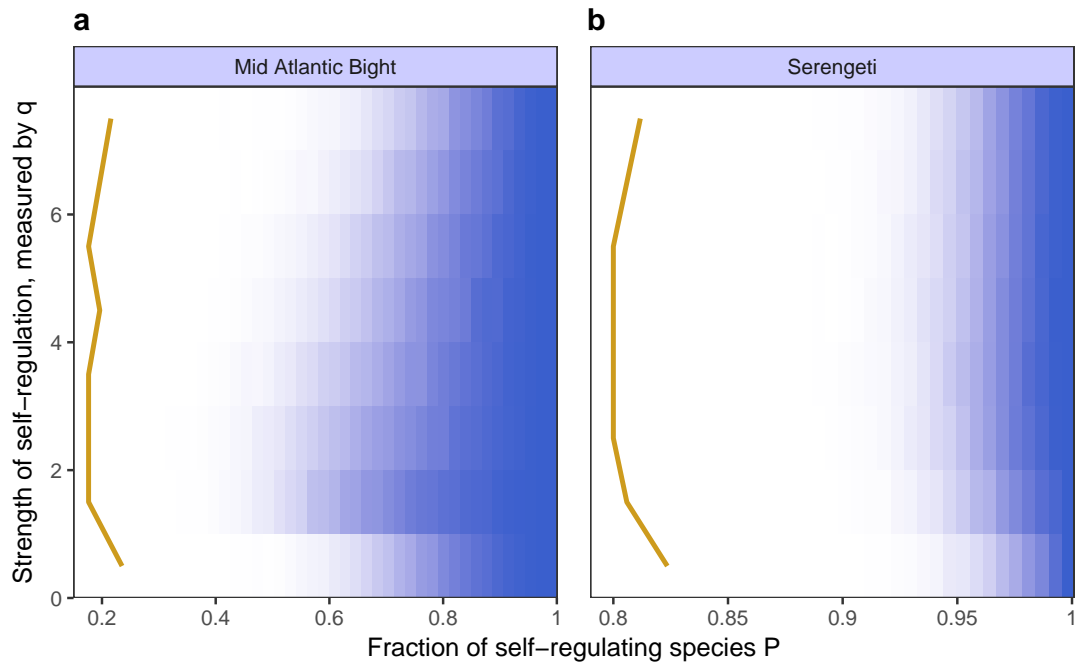 a
b
Mid Atlantic Bight
Serengeti
Strength of self−regulation, measured by q
6
4
2
0
0.2 0.4 0.6 0.8 1
0.8 0.85 0.9 0.95 1
Fraction of self−regulating species P